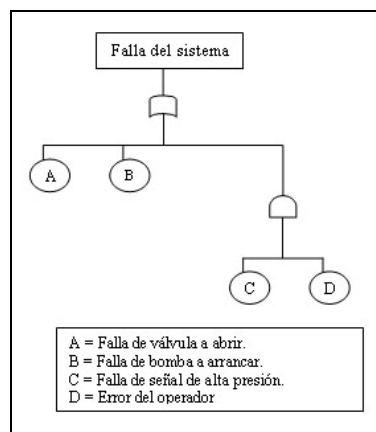 Falla del sistema
A
B
C
D
A = Falla de válvula a abrir.
B = Falla de bomba a arrancar.
C = Falla de señal de alta presión.
D = Error del operador